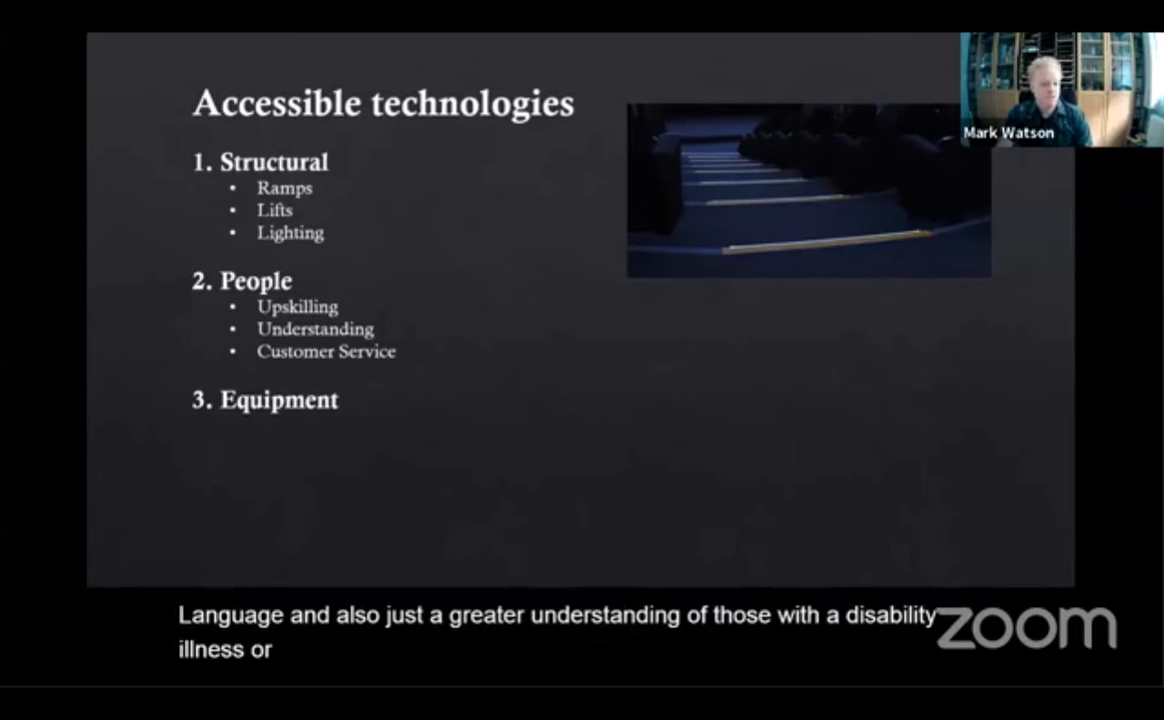 Accessible technologies
Mark Watson
1. Structural
• Ramps
• Lifts
• Lighting
2. People
• Upskilling
• Understanding
• Customer Service
3. Equipment
Language and also just a greater understanding of those with a disability
illness or
zoom